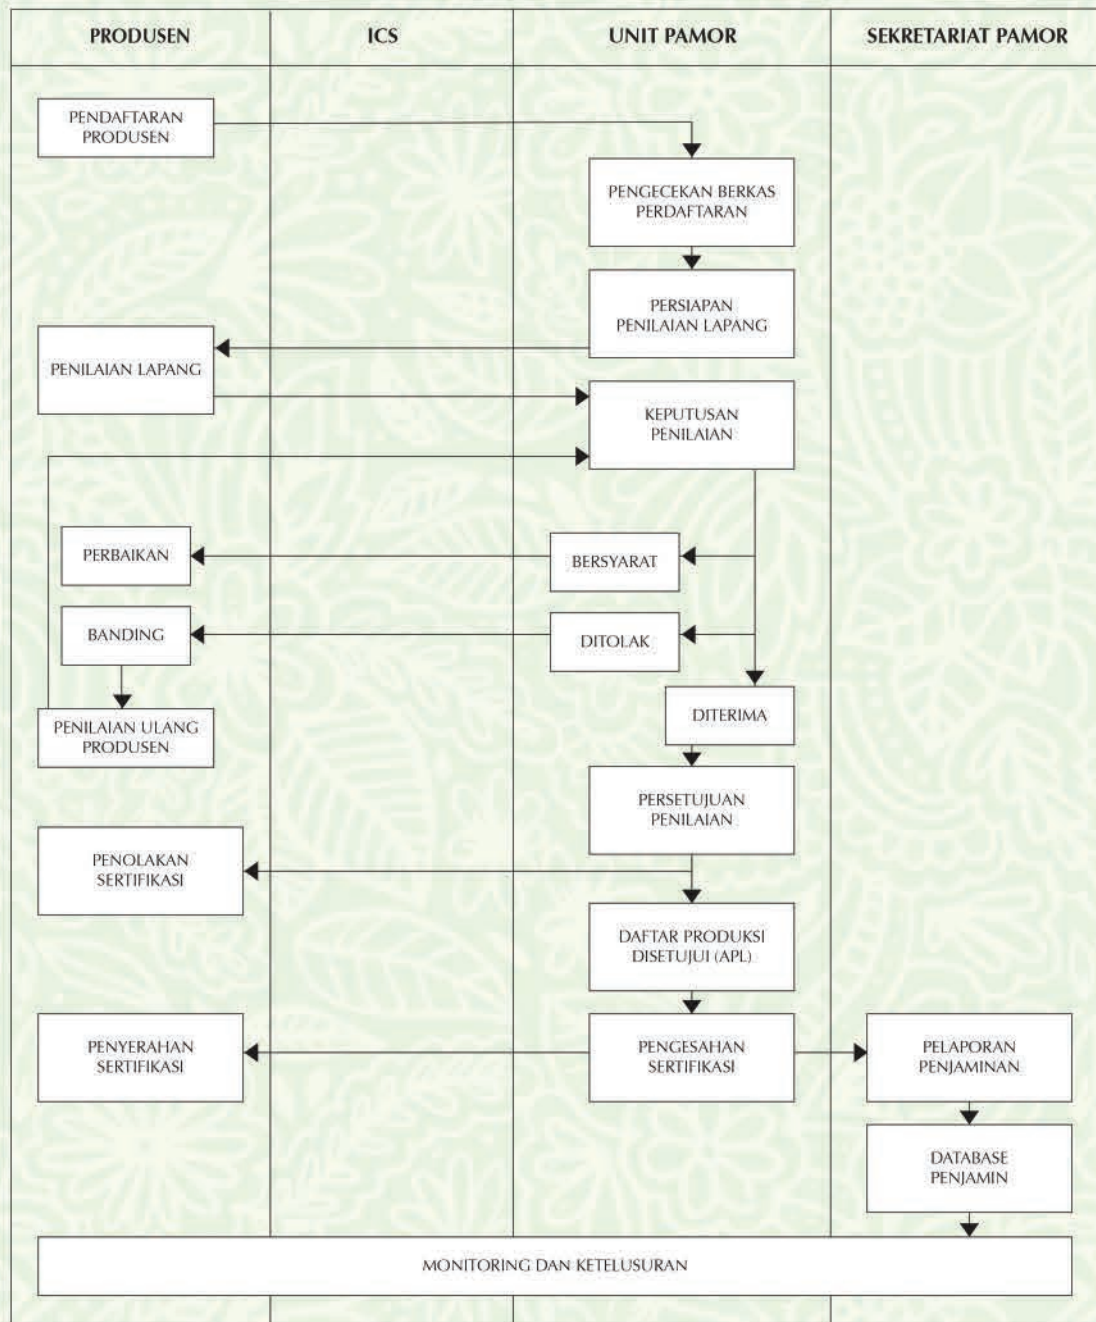 PRODUSEN
ICS
UNIT PAMOR
SEKRETARIAT PAMOR
PENDAFTARAN
PRODUSEN
PENGECEKAN BERKAS
PERDAFTARAN
PERSIAPAN
PENILAIAN LAPANG
PENILAIAN LAPANG
KEPUTUSAN
PENILAIAN
PERBAIKAN
BERSYARAT
BANDING
DITOLAK
DITERIMA
PENILAIAN ULANG
PRODUSEN
PERSETUJUAN
PENILAIAN
PENOLAKAN
SERTIFIKASI
DAFTAR PRODUKSI
DISETUJUI (APL)
PENYERAHAN
SERTIFIKASI
PENGESAHAN
SERTIFIKASI
PELAPORAN
PENJAMINAN
DATABASE
PENJAMIN
MONITORING DAN KETELUSURAN